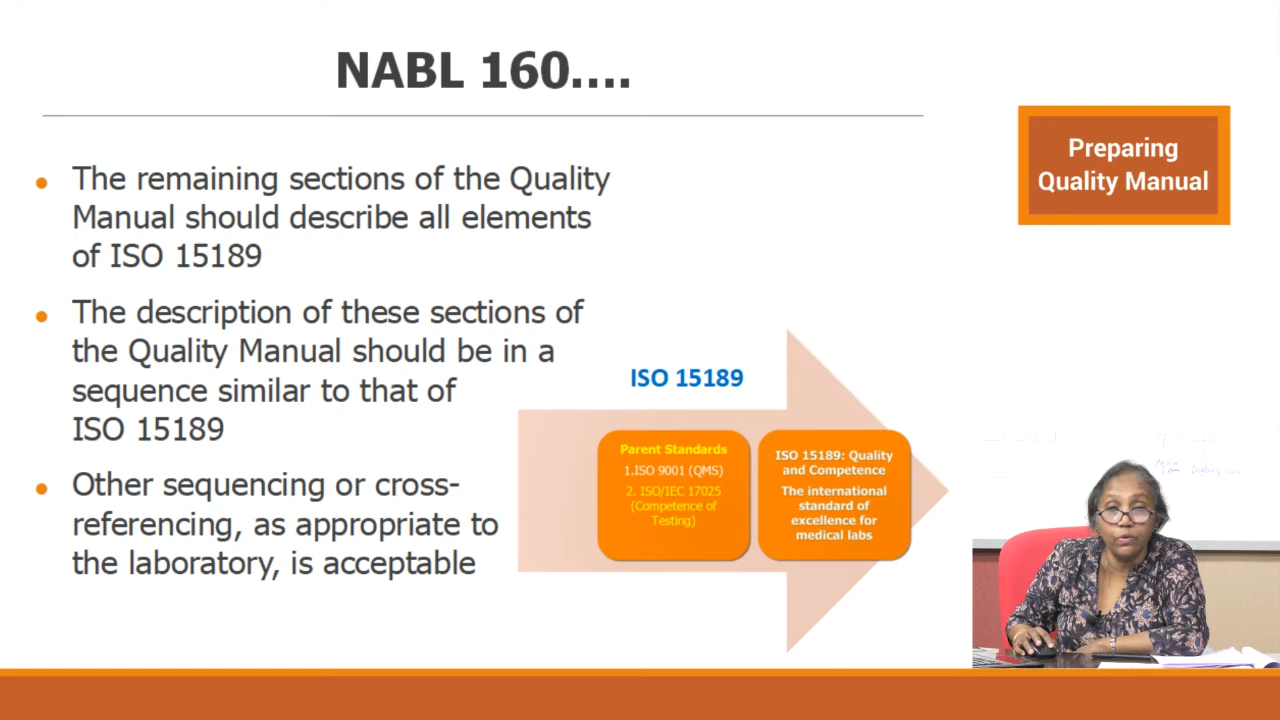 NABL 160....
Preparing
Quality Manual
The remaining sections of the Quality
Manual should describe all elements
of ISO 15189
The description of these sections of
the Quality Manual should be in a
sequence similar to that of
ISO 15189
Other sequencing or cross-
referencing, as appropriate to
the laboratory, is acceptable
ISO 15189
Parent Standards
1.ISO 9001 (QMS)
2. ISO/IEC 17025
(Competence of
Testing)
ISO 15189: Quality
and Competence
The international
standard of
excellence for
medical labs